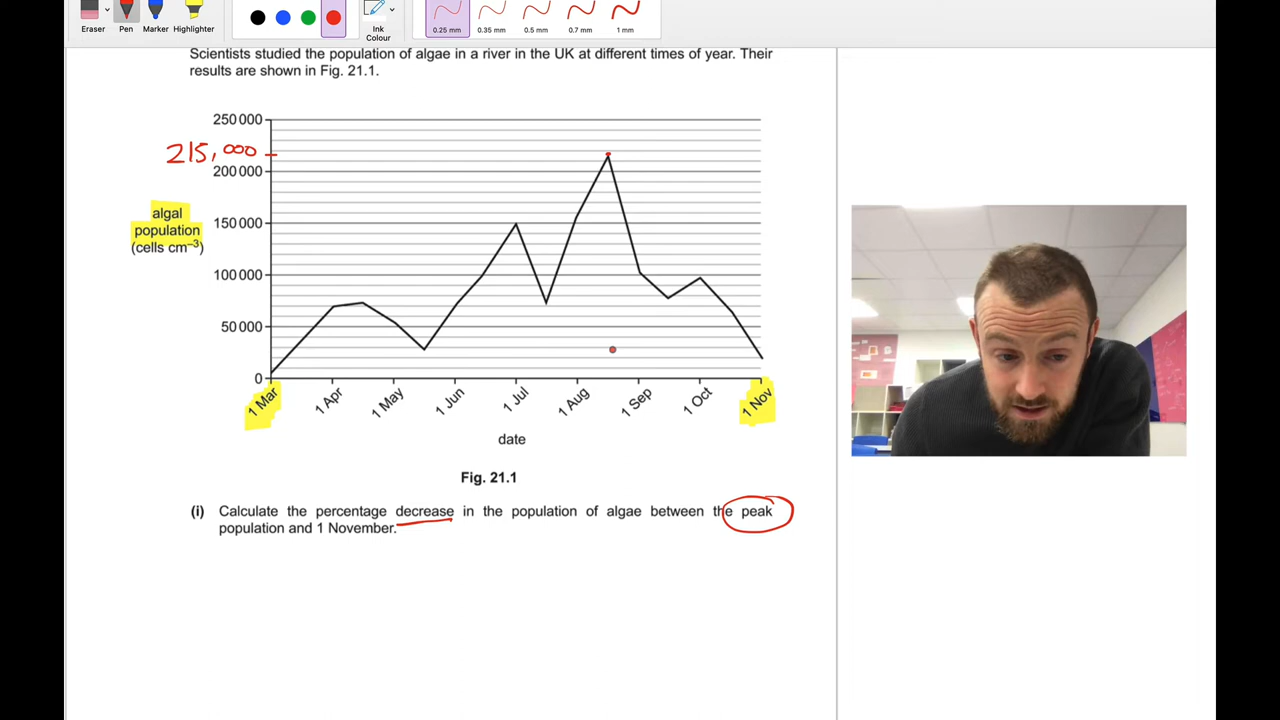 Eraser Pen Marker Highlighter Ink Colour 0.25 mm 0.35 mm 0.5 mm 0.7 mm 1 mm
Scientists studied the population of algae in a river in the UK at different times of year. Their
results are shown in Fig. 21.1.
250 000
215,000
200 000
algal
population
(cells cm⁻³)
150 000
100 000
50 000
0
1 Mar 1 Apr 1 May 1 Jun 1 Jul 1 Aug 1 Sep 1 Oct 1 Nov
date
Fig. 21.1
(i) Calculate the percentage decrease in the population of algae between the peak
population and 1 November.